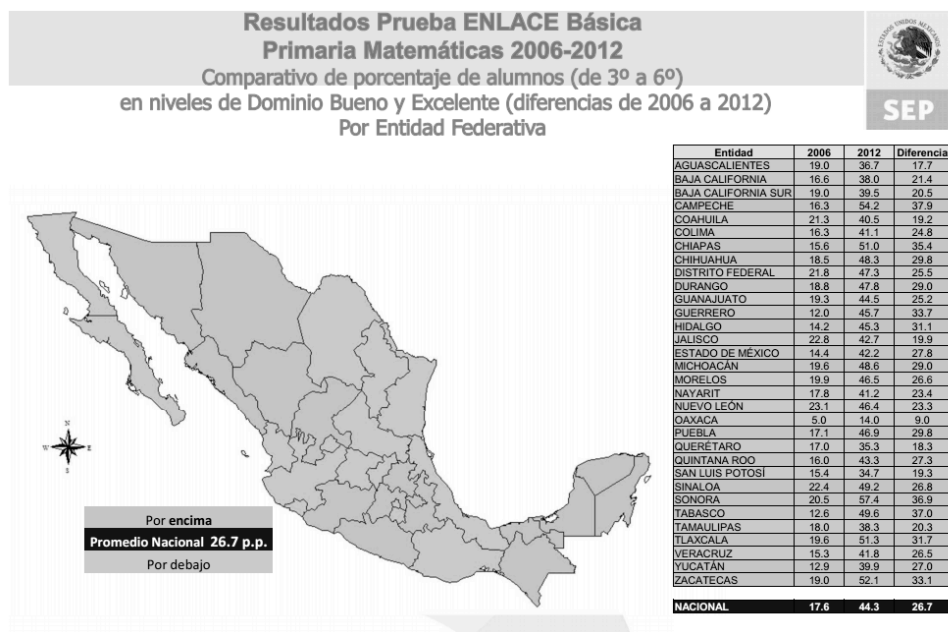 Resultados Prueba ENLACE Básica
Primaria Matemáticas 2006-2012
Comparativo de porcentaje de alumnos (de 3º a 6º)
en niveles de Dominio Bueno y Excelente (diferencias de 2006 a 2012)
Por Entidad Federativa
ESTADOS UNIDOS MEXICANOS
SEP
Entidad 2006 2012 Diferencia
AGUASCALIENTES 19.0 36.7 17.7
BAJA CALIFORNIA 16.6 38.0 21.4
BAJA CALIFORNIA SUR 19.0 39.5 20.5
CAMPECHE 16.3 54.2 37.9
COAHUILA 21.3 40.5 19.2
COLIMA 16.3 41.1 24.8
CHIAPAS 15.6 51.0 35.4
CHIHUAHUA 18.5 48.3 29.8
DISTRITO FEDERAL 21.8 47.3 25.5
DURANGO 18.8 47.8 29.0
GUANAJUATO 19.3 44.5 25.2
GUERRERO 12.0 45.7 33.7
HIDALGO 14.2 45.3 31.1
JALISCO 22.8 42.7 19.9
ESTADO DE MÉXICO 14.4 42.2 27.8
MICHOACÁN 19.6 48.6 29.0
MORELOS 19.9 46.5 26.6
NAYARIT 17.8 41.2 23.4
NUEVO LEÓN 23.1 46.4 23.3
OAXACA 5.0 14.0 9.0
PUEBLA 17.1 46.9 29.8
QUERÉTARO 17.0 35.3 18.3
QUINTANA ROO 16.0 43.3 27.3
SAN LUIS POTOSÍ 15.4 34.7 19.3
SINALOA 22.4 49.2 26.8
SONORA 20.5 57.4 36.9
TABASCO 12.6 49.6 37.0
TAMAULIPAS 18.0 38.3 20.3
TLAXCALA 19.6 51.3 31.7
VERACRUZ 15.3 41.8 26.5
YUCATÁN 12.9 39.9 27.0
ZACATECAS 19.0 52.1 33.1
NACIONAL 17.6 44.3 26.7
N
W E
S
Por encima
Promedio Nacional 26.7 p.p.
Por debajo